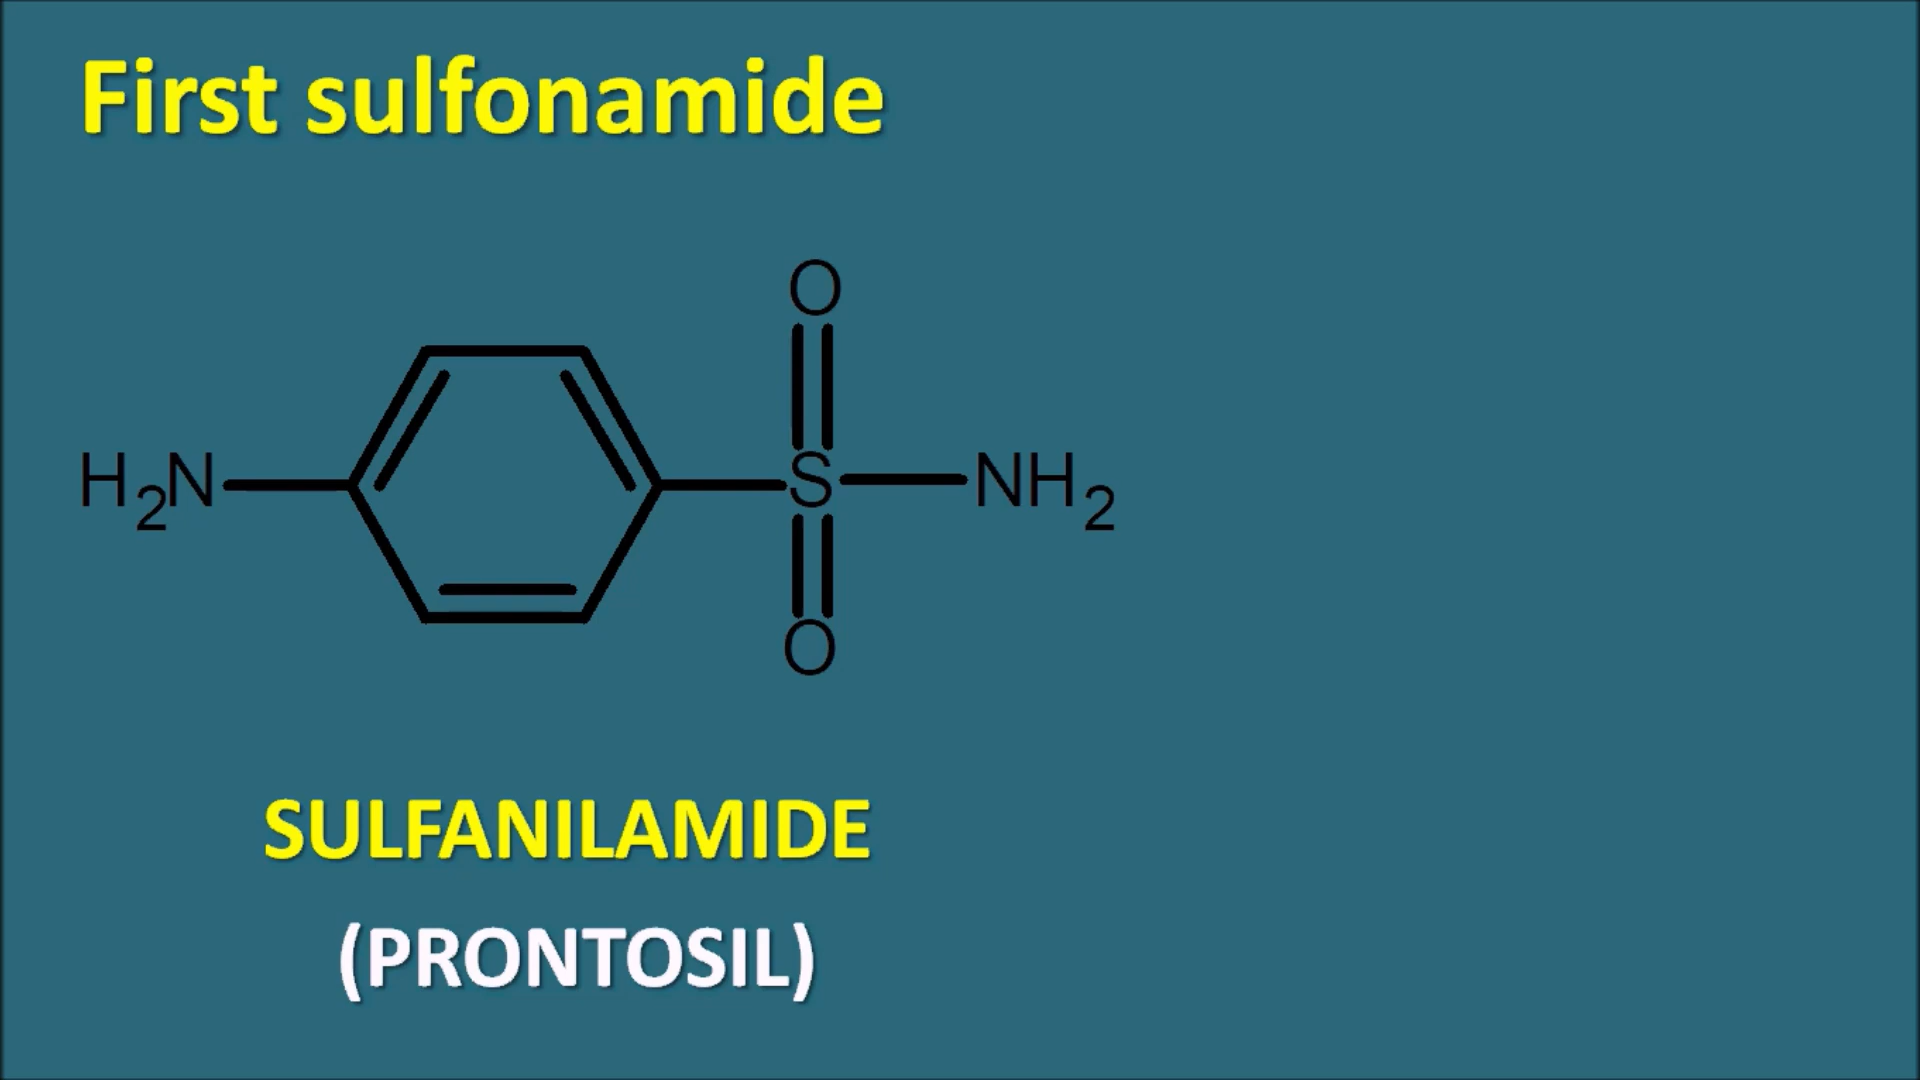 First sulfonamide
O
H2N S NH2
O
SULFANILAMIDE
(PRONTOSIL)